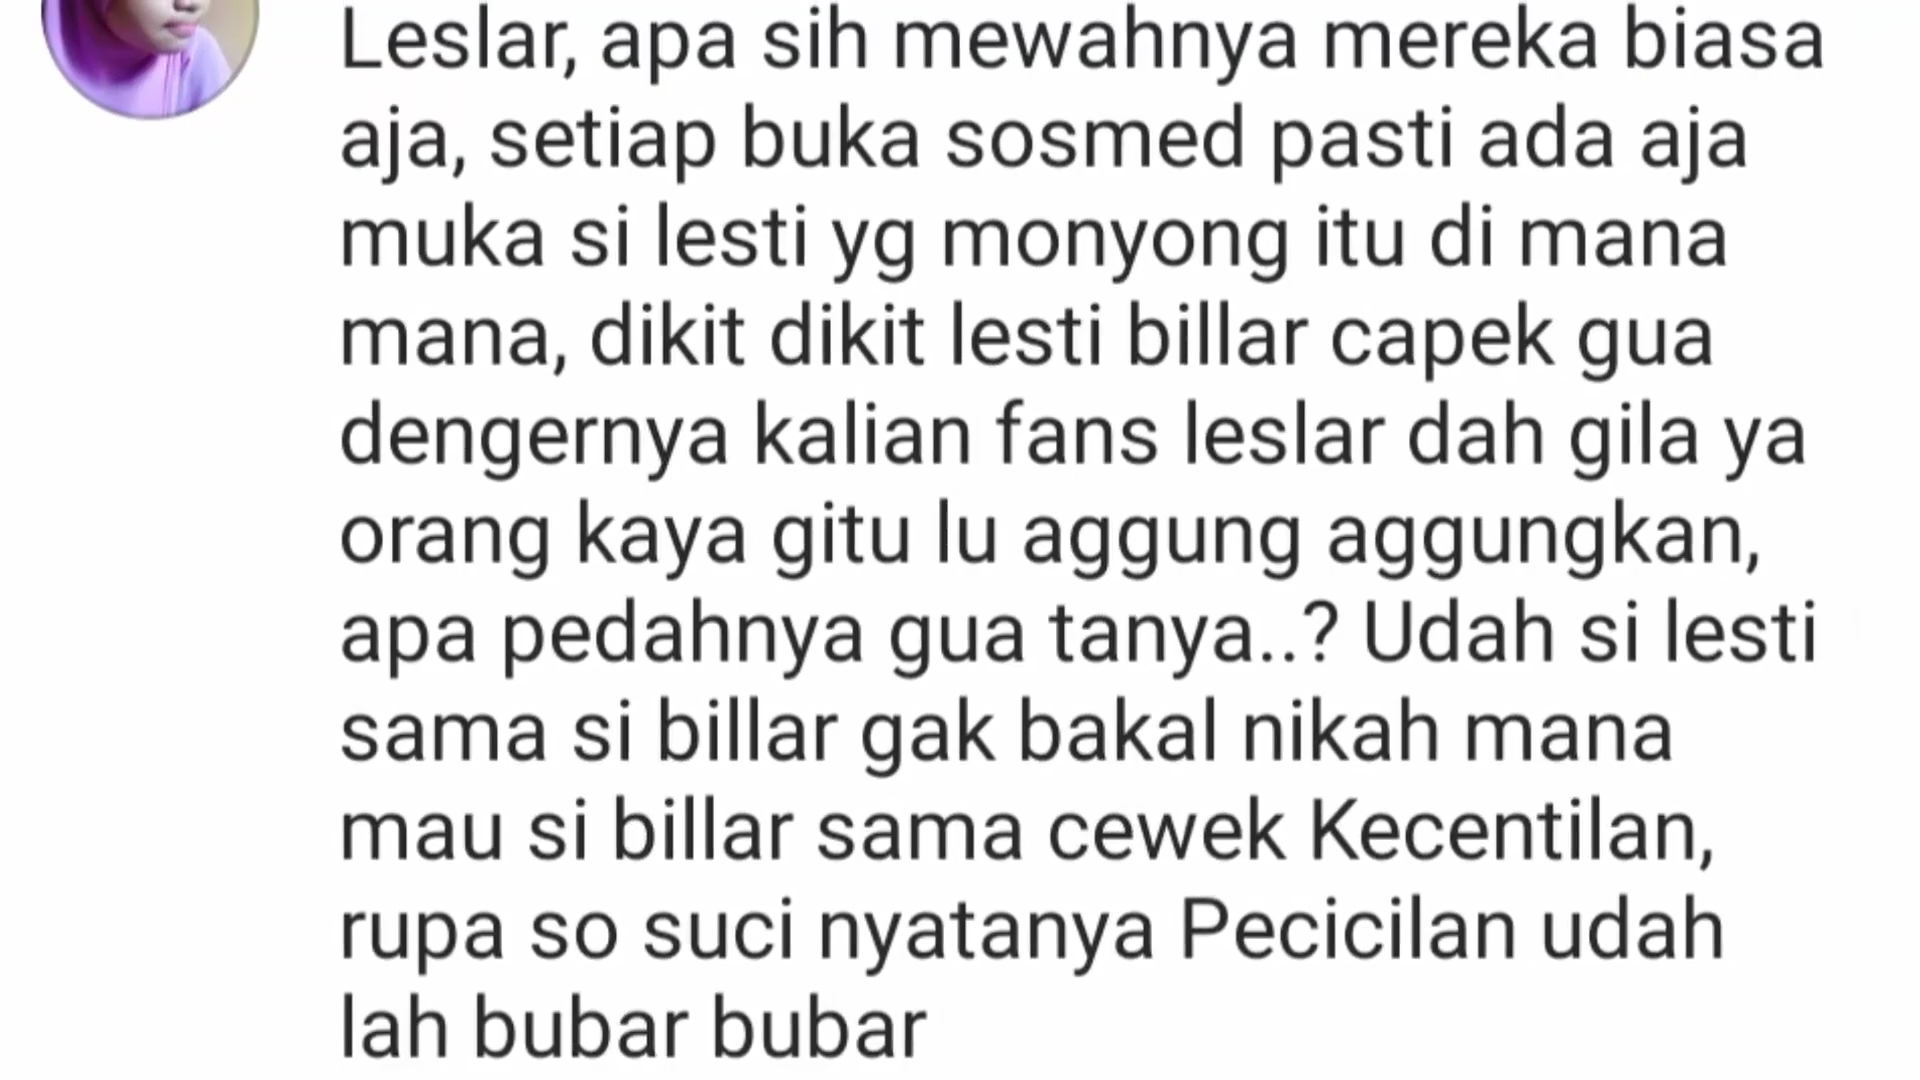 Leslar, apa sih mewahnya mereka biasa
aja, setiap buka sosmed pasti ada aja
muka si lesti yg monyong itu di mana
mana, dikit dikit lesti billar capek gua
dengernya kalian fans leslar dah gila ya
orang kaya gitu lu aggung aggungkan,
apa pedahnya gua tanya..? Udah si lesti
sama si billar gak bakal nikah mana
mau si billar sama cewek Kecentilan,
rupa so suci nyatanya Pecicilan udah
lah bubar bubar